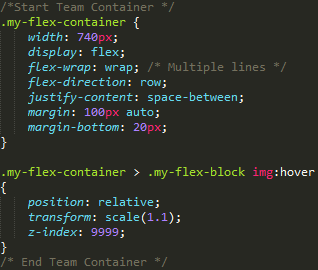 /*Start Team Container */
.my-flex-container {
width: 740px;
display: flex;
flex-wrap: wrap; /* Multiple lines */
flex-direction: row;
justify-content: space-between;
margin: 100px auto;
margin-bottom: 20px;
}
.my-flex-container > .my-flex-block img:hover
{
position: relative;
transform: scale(1.1);
z-index: 9999;
}
/* End Team Container */